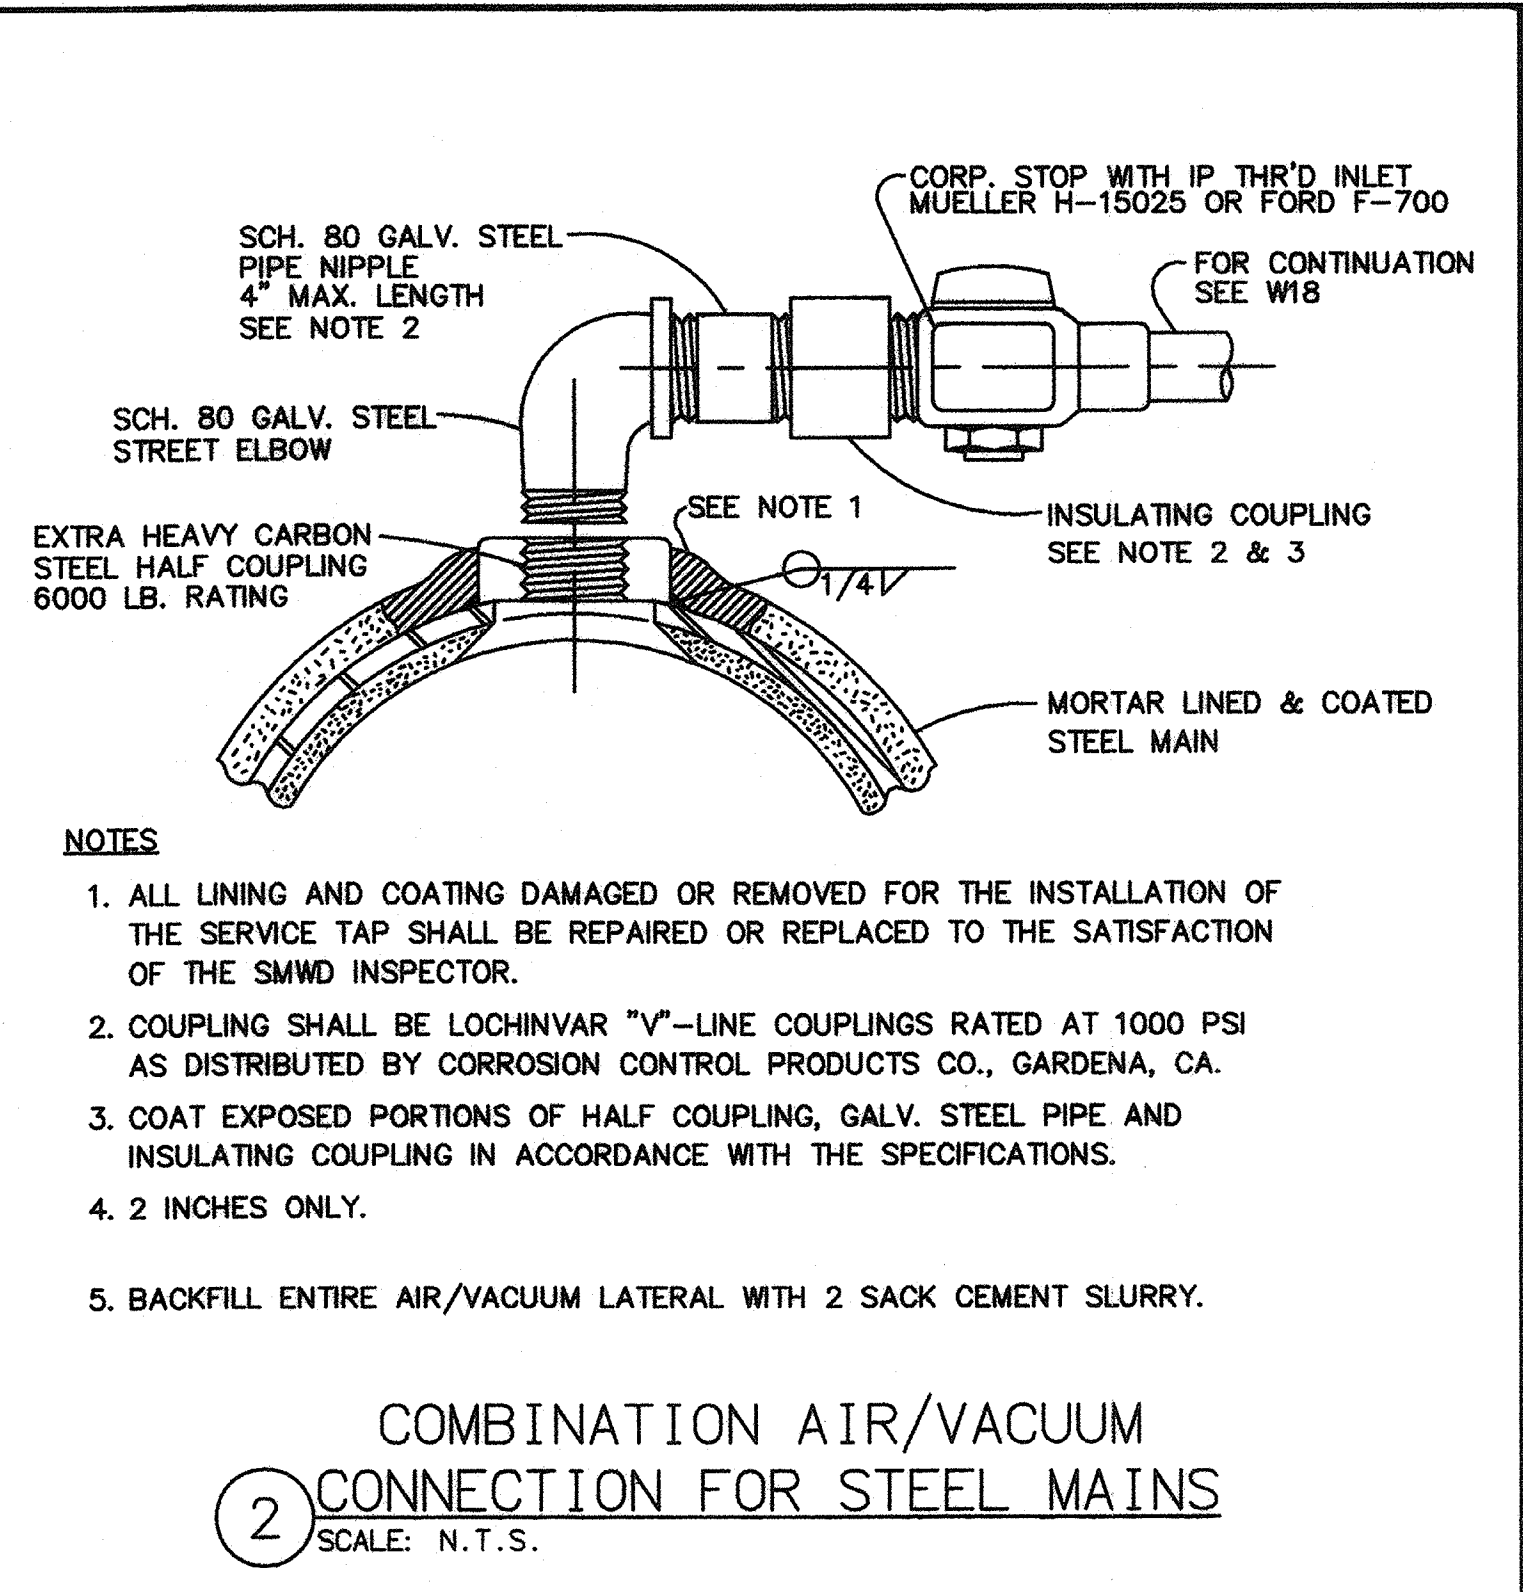 CORP. STOP WITH IP THR'D INLET
MUELLER H-15025 OR FORD F-700
SCH. 80 GALV. STEEL
PIPE NIPPLE
4" MAX. LENGTH
SEE NOTE 2
FOR CONTINUATION
SEE W18
SCH. 80 GALV. STEEL
STREET ELBOW
SEE NOTE 1
INSULATING COUPLING
SEE NOTE 2 & 3
EXTRA HEAVY CARBON
STEEL HALF COUPLING
6000 LB. RATING
1/4
MORTAR LINED & COATED
STEEL MAIN
NOTES
1. ALL LINING AND COATING DAMAGED OR REMOVED FOR THE INSTALLATION OF
THE SERVICE TAP SHALL BE REPAIRED OR REPLACED TO THE SATISFACTION
OF THE SMWD INSPECTOR.
2. COUPLING SHALL BE LOCHINVAR "V"-LINE COUPLINGS RATED AT 1000 PSI
AS DISTRIBUTED BY CORROSION CONTROL PRODUCTS CO., GARDENA, CA.
3. COAT EXPOSED PORTIONS OF HALF COUPLING, GALV. STEEL PIPE AND
INSULATING COUPLING IN ACCORDANCE WITH THE SPECIFICATIONS.
4. 2 INCHES ONLY.
5. BACKFILL ENTIRE AIR/VACUUM LATERAL WITH 2 SACK CEMENT SLURRY.
COMBINATION AIR/VACUUM
2 CONNECTION FOR STEEL MAINS
SCALE: N.T.S.